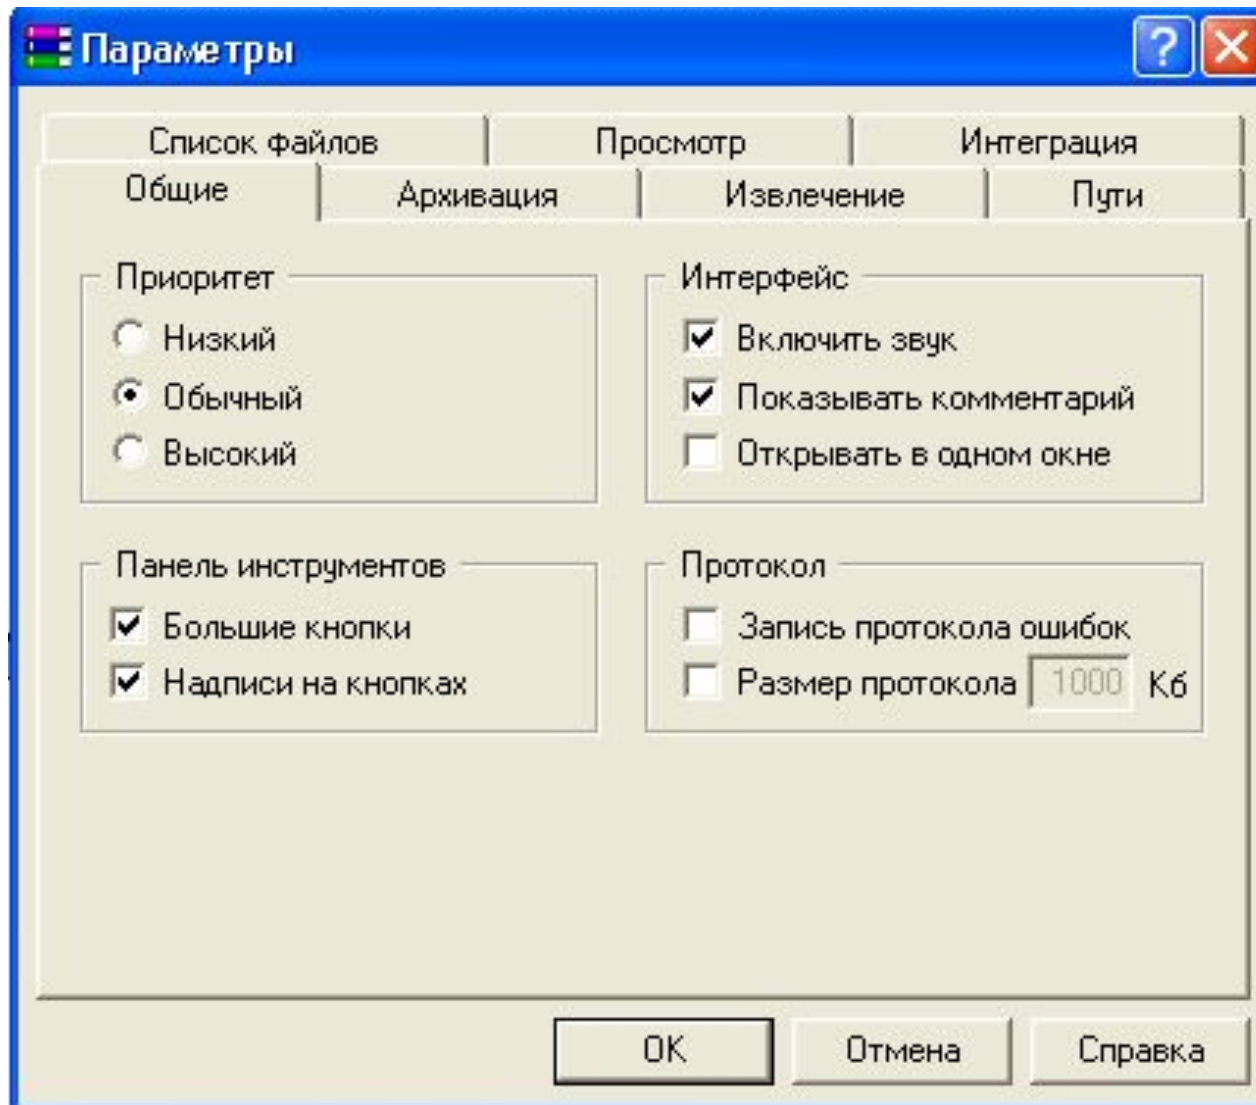 Параметры
?
Список файлов Просмотр Интеграция
Общие Архивация Извлечение Пути
Приоритет
Низкий
Обычный
Высокий
Интерфейс
Включить звук
Показывать комментарий
Открывать в одном окне
Панель инструментов
Большие кнопки
Надписи на кнопках
Протокол
Запись протокола ошибок
Размер протокола 1000 Кб
OK Отмена Справка